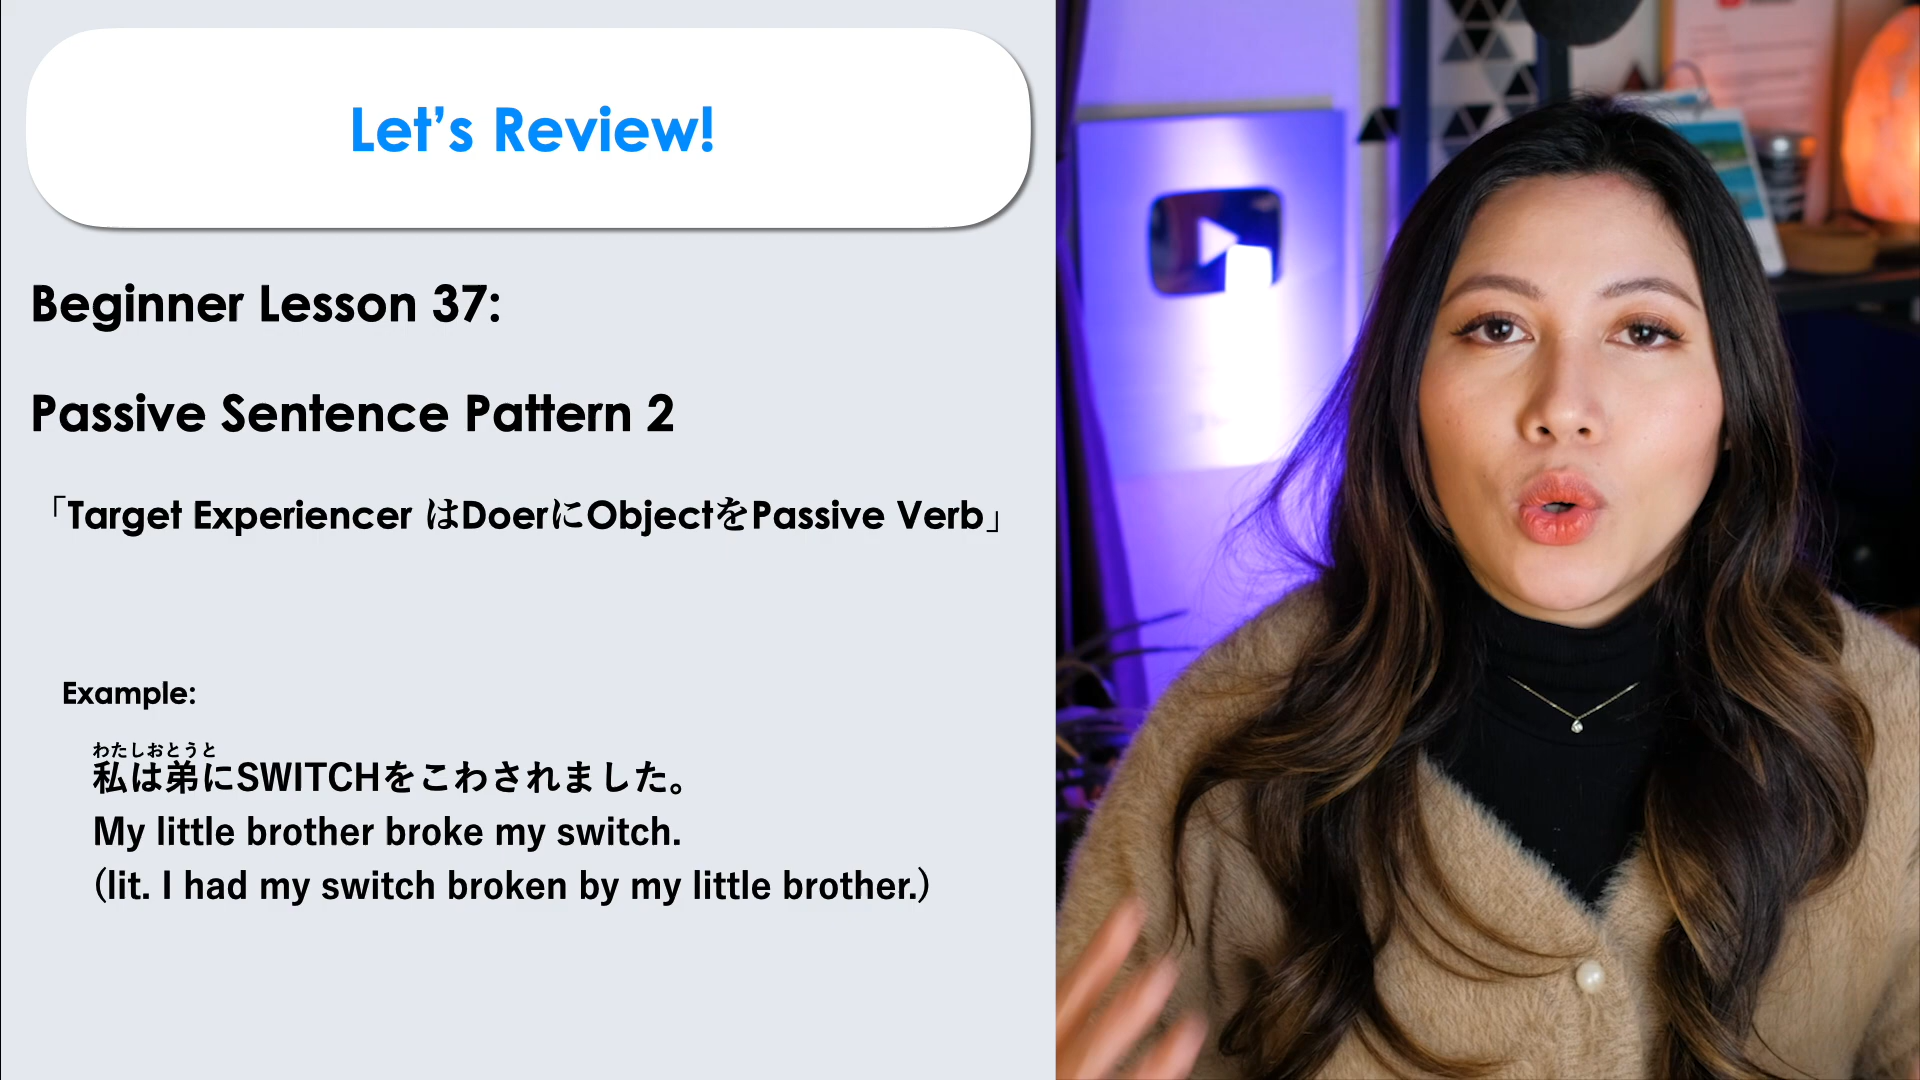 Let’s Review!
Beginner Lesson 37:
Passive Sentence Pattern 2
「Target Experiencer はDoerにObjectをPassive Verb」
Example:
わたしおとうと
私は弟にSWITCHをこわされました。
My little brother broke my switch.
(lit. I had my switch broken by my little brother.)